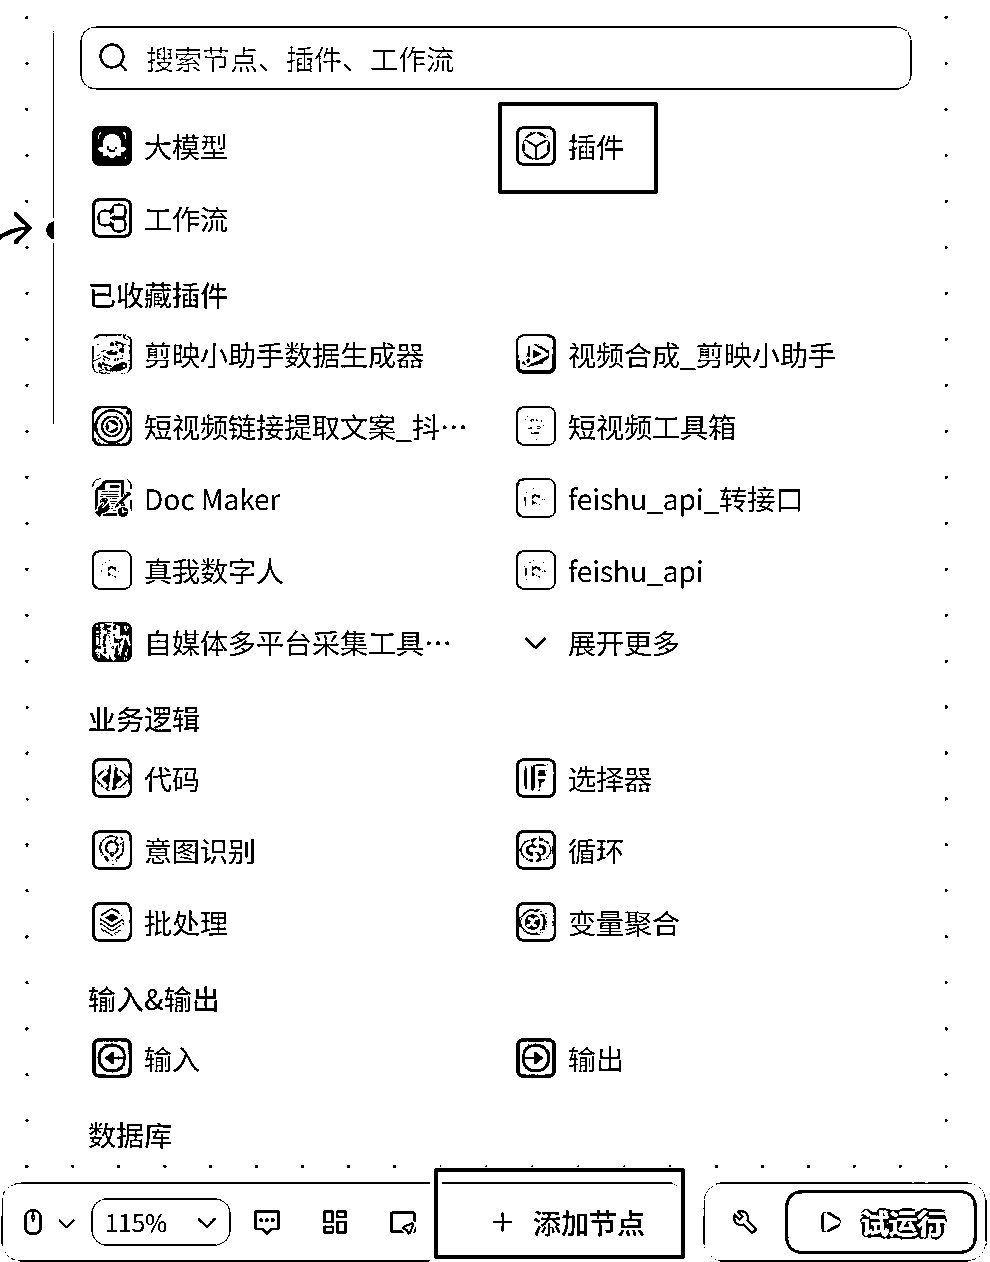 搜索节点、插件、工作流
大模型
插件
工作流
已收藏插件
剪映小助手数据生成器
视频合成_剪映小助手
短视频链接提取文案_抖…
短视频工具箱
Doc Maker
feishu_api_转接口
真我数字人
feishu_api
自媒体多平台采集工具…
展开更多
业务逻辑
代码
选择器
意图识别
循环
批处理
变量聚合
输入&输出
输入
输出
数据库
115%
+ 添加节点
试运行